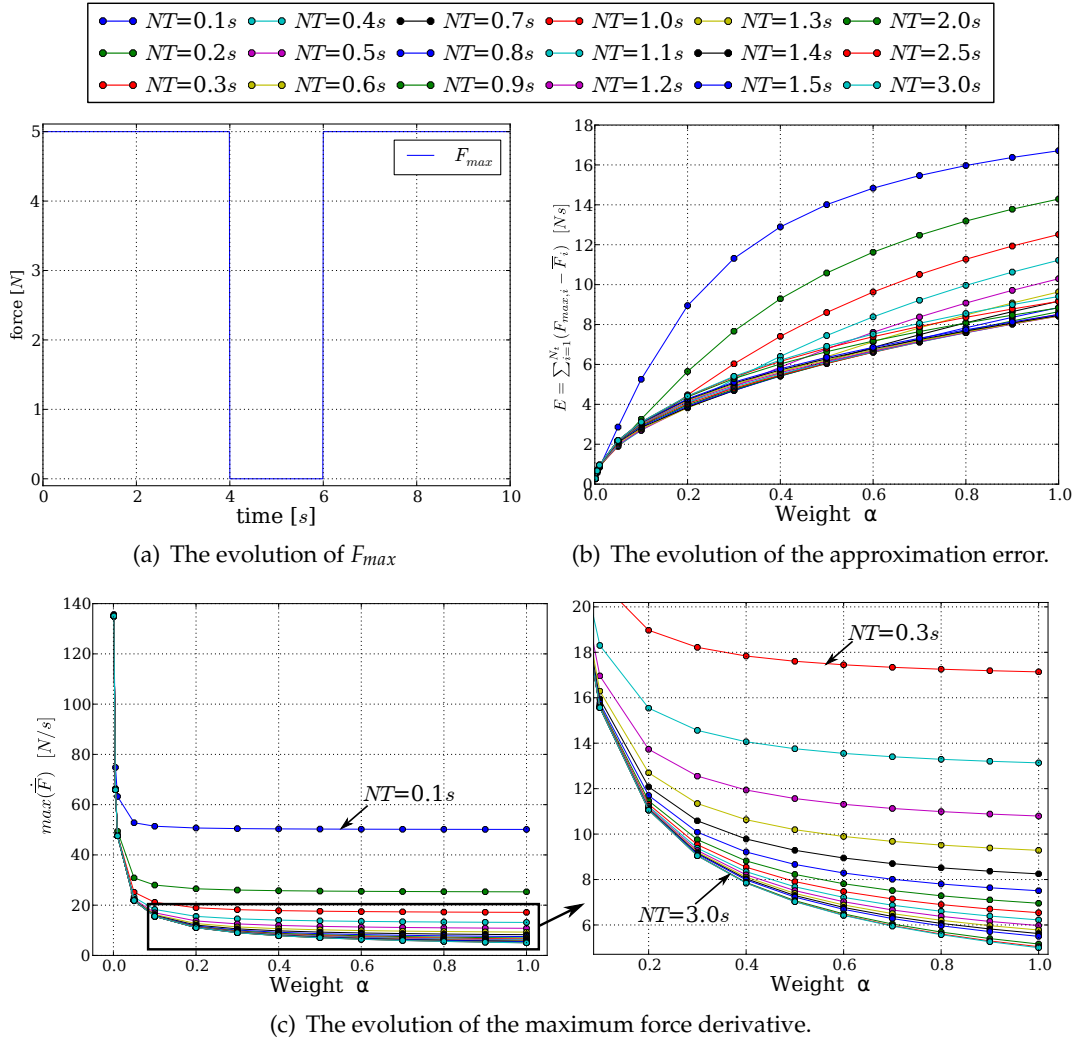 NT=0.1s NT=0.4s NT=0.7s NT=1.0s NT=1.3s NT=2.0s
NT=0.2s NT=0.5s NT=0.8s NT=1.1s NT=1.4s NT=2.5s
NT=0.3s NT=0.6s NT=0.9s NT=1.2s NT=1.5s NT=3.0s
5
4
3
2
1
0
force [N]
F_max
0 2 4 6 8 10
time [s]
(a) The evolution of F_max
18
16
14
12
10
8
6
4
2
0
E = ∑_{i=1}^{N_t}(F_{max,i} − \overline{F}_i) [Ns]
0.0 0.2 0.4 0.6 0.8 1.0
Weight α
(b) The evolution of the approximation error.
140
120
100
80
60
40
20
0
max(\dot{\overline{F}}) [N/s]
NT=0.1s
0.0 0.2 0.4 0.6 0.8 1.0
Weight α
20
18
16
14
12
10
8
6
NT=0.3s
NT=3.0s
0.2 0.4 0.6 0.8 1.0
Weight α
(c) The evolution of the maximum force derivative.